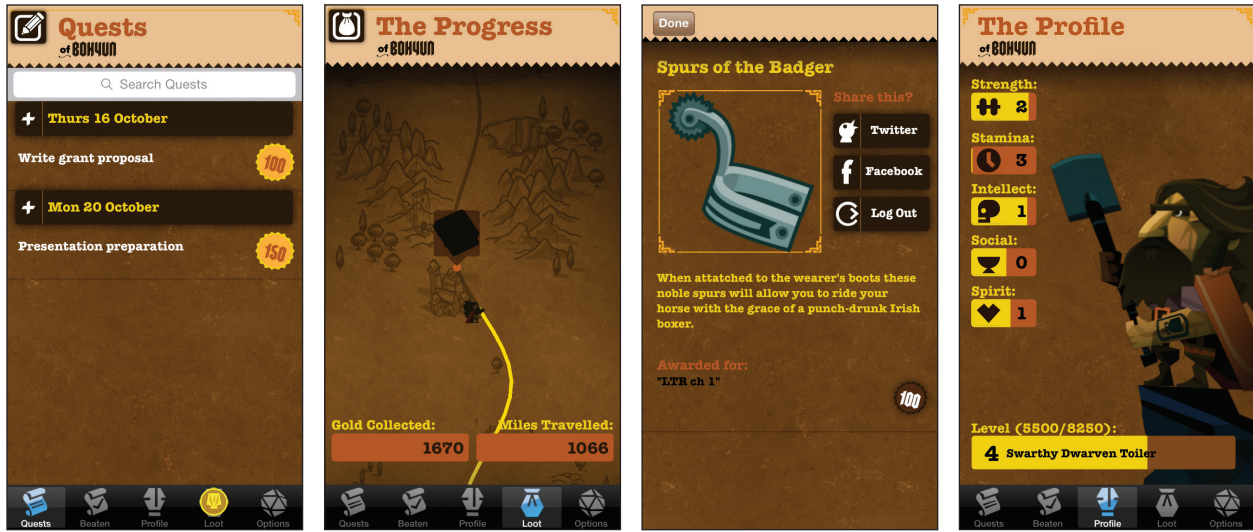 Quests
of BOHYUN
Search Quests
Thurs 16 October
Write grant proposal
100
Mon 20 October
Presentation preparation
150
Quests
Beaten
Profile
Loot
Options
The Progress
of BOHYUN
Gold Collected:
Miles Travelled:
1670
1066
Quests
Beaten
Profile
Loot
Options
Done
Spurs of the Badger
Share this?
Twitter
Facebook
Log Out
When attatched to the wearer's boots these
noble spurs will allow you to ride your
horse with the grace of a punch-drunk Irish
boxer.
Awarded for:
"LTR ch 1"
100
The Profile
of BOHYUN
Strength:
2
Stamina:
3
Intellect:
1
Social:
0
Spirit:
1
Level (5500/8250):
4 Swarthy Dwarven Toiler
Quests
Beaten
Profile
Loot
Options